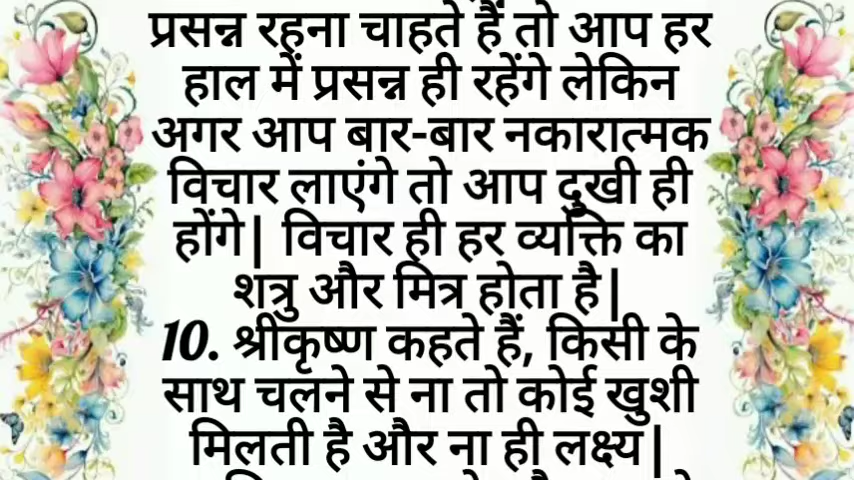 प्रसन्न रहना चाहते हैं तो आप हर
हाल में प्रसन्न ही रहेंगे लेकिन
अगर आप बार-बार नकारात्मक
विचार लाएंगे तो आप दुखी ही
होंगे| विचार ही हर व्यक्ति का
शत्रु और मित्र होता है|
10. श्रीकृष्ण कहते हैं, किसी के
साथ चलने से ना तो कोई खुशी
मिलती है और ना ही लक्ष्य|